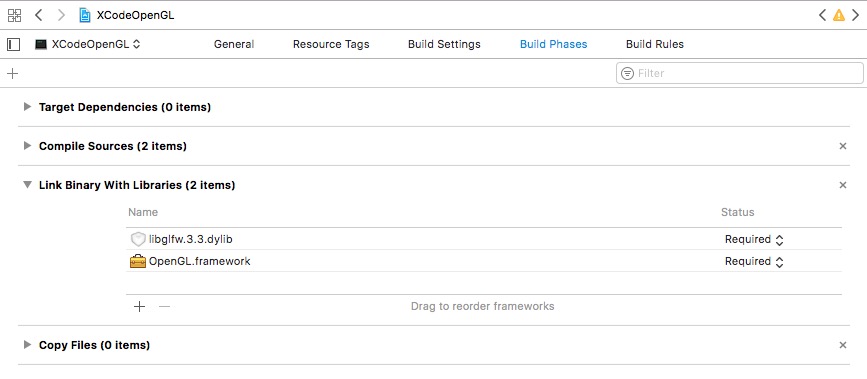 XCodeOpenGL
XCodeOpenGL General Resource Tags Build Settings Build Phases Build Rules
Filter
Target Dependencies (0 items)
Compile Sources (2 items)
Link Binary With Libraries (2 items)
Name Status
libglfw.3.3.dylib Required
OpenGL.framework Required
Drag to reorder frameworks
Copy Files (0 items)